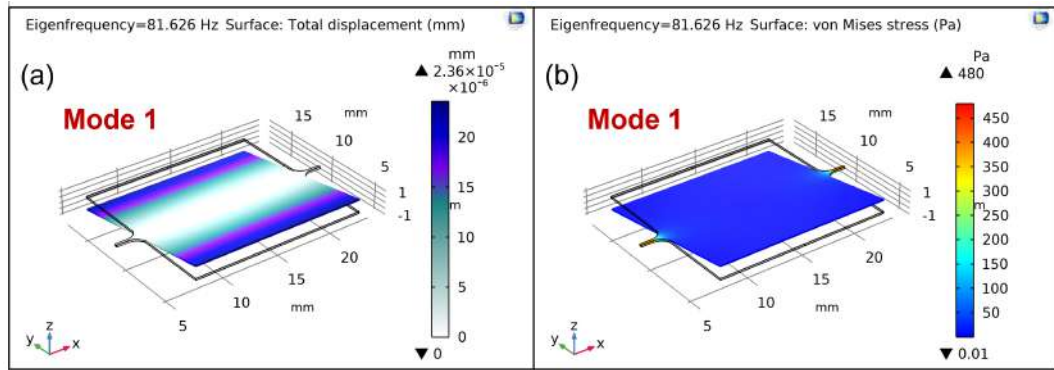 Eigenfrequency=81.626 Hz Surface: Total displacement (mm)
(a)
Mode 1
mm
▲ 2.36×10⁻⁵
×10⁻⁶
20
15
10
5
0
▼ 0
15
mm
10
5
1
-1
m
20
15
mm
10
5
z
y
x
Eigenfrequency=81.626 Hz Surface: von Mises stress (Pa)
(b)
Mode 1
Pa
▲ 480
450
400
350
300
250
200
150
100
50
▼ 0.01
15
mm
10
5
1
-1
m
20
15
mm
10
5
z
y
x